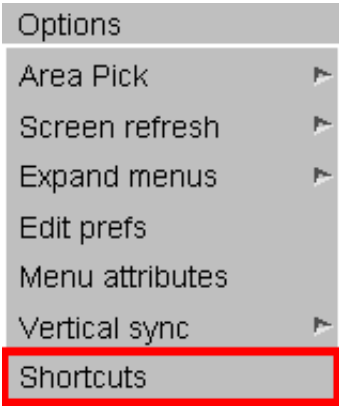 Options
Area Pick
Screen refresh
Expand menus
Edit prefs
Menu attributes
Vertical sync
Shortcuts